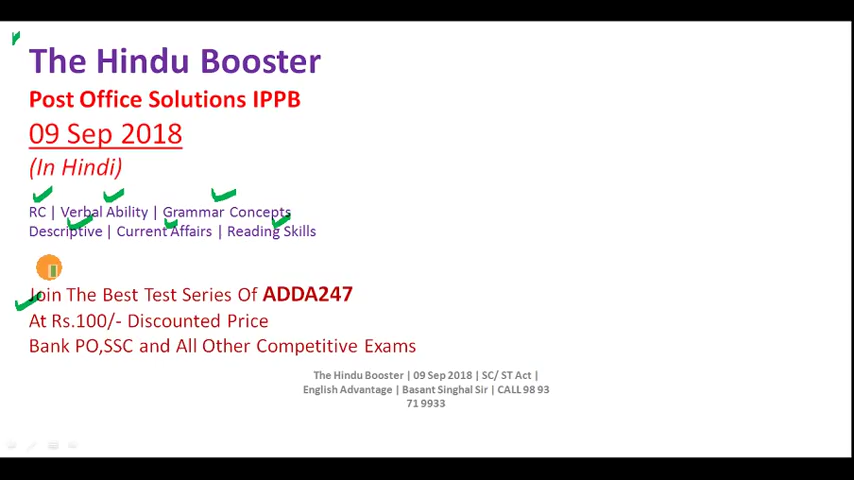 The Hindu Booster
Post Office Solutions IPPB
09 Sep 2018
(In Hindi)
RC | Verbal Ability | Grammar Concepts
Descriptive | Current Affairs | Reading Skills
Join The Best Test Series Of ADDA247
At Rs.100/- Discounted Price
Bank PO,SSC and All Other Competitive Exams
The Hindu Booster | 09 Sep 2018 | SC/ ST Act |
English Advantage | Basant Singhal Sir | CALL 98 93
71 9933